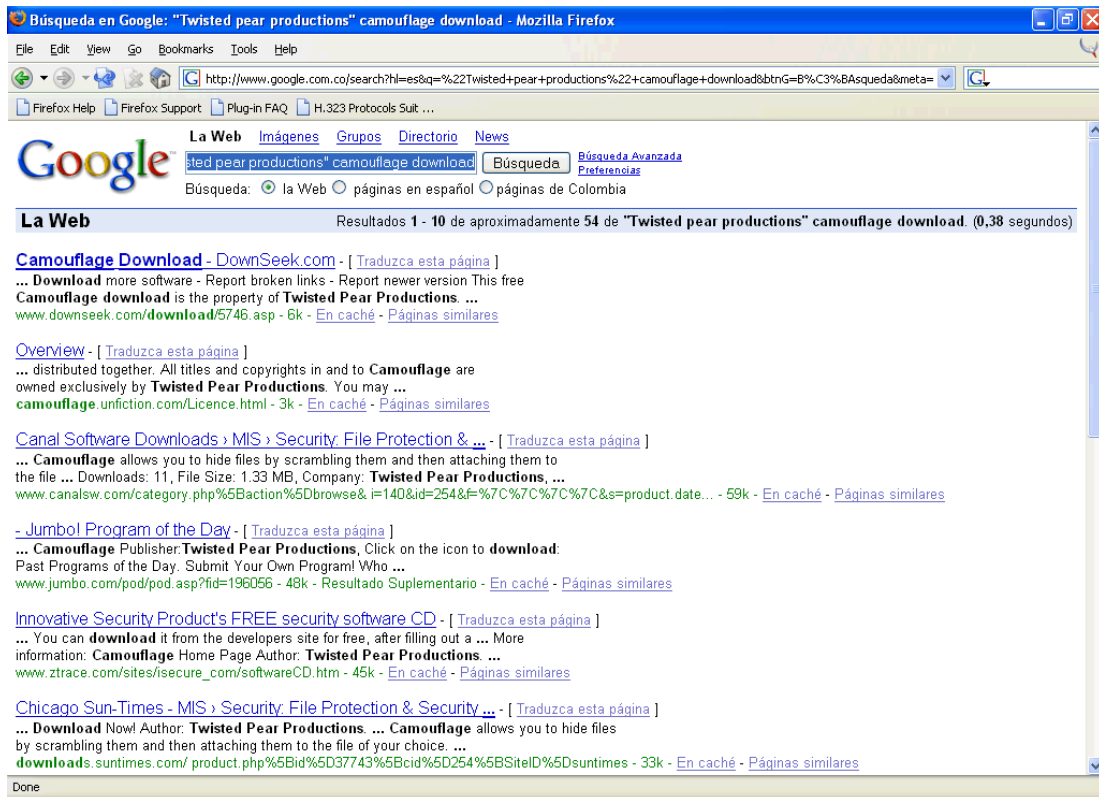 Búsqueda en Google: "Twisted pear productions" camouflage download - Mozilla Firefox
File Edit View Go Bookmarks Tools Help
http://www.google.com.co/search?hl=es&q=%22Twisted+pear+productions%22+camouflage+download&btnG=B%C3%BAsqueda&meta= G
Firefox Help Firefox Support Plug-in FAQ H.323 Protocols Suit ...
La Web Imágenes Grupos Directorio News
Google™ sted pear productions" camouflage download Búsqueda Búsqueda Avanzada
Preferencias
Búsqueda: la Web páginas en español páginas de Colombia
La Web Resultados 1 - 10 de aproximadamente 54 de "Twisted pear productions" camouflage download. (0,38 segundos)
Camouflage Download - DownSeek.com - [ Traduzca esta página ]
... Download more software - Report broken links - Report newer version This free
Camouflage download is the property of Twisted Pear Productions. ...
www.downseek.com/download/5746.asp - 6k - En caché - Páginas similares
Overview - [ Traduzca esta página ]
... distributed together. All titles and copyrights in and to Camouflage are
owned exclusively by Twisted Pear Productions. You may ...
camouflage.unfiction.com/Licence.html - 3k - En caché - Páginas similares
Canal Software Downloads › MIS › Security: File Protection & ... - [ Traduzca esta página ]
... Camouflage allows you to hide files by scrambling them and then attaching them to
the file ... Downloads: 11, File Size: 1.33 MB, Company: Twisted Pear Productions, ...
www.canalsw.com/category.php%5Baction%5Dbrowse& i=140&id=254&f=%7C%7C%7C%7C&s=product.date... - 59k - En caché - Páginas similares
- Jumbo! Program of the Day - [ Traduzca esta página ]
... Camouflage Publisher:Twisted Pear Productions, Click on the icon to download:
Past Programs of the Day. Submit Your Own Program! Who ...
www.jumbo.com/pod/pod.asp?fid=196056 - 48k - Resultado Suplementario - En caché - Páginas similares
Innovative Security Product's FREE security software CD - [ Traduzca esta página ]
... You can download it from the developers site for free, after filling out a ... More
information: Camouflage Home Page Author: Twisted Pear Productions. ...
www.ztrace.com/sites/isecure_com/softwareCD.htm - 45k - En caché - Páginas similares
Chicago Sun-Times - MIS › Security: File Protection & Security ... - [ Traduzca esta página ]
... Download Now! Author: Twisted Pear Productions. ... Camouflage allows you to hide files
by scrambling them and then attaching them to the file of your choice. ...
downloads.suntimes.com/ product.php%5Bid%5D37743%5Bcid%5D254%5BSiteID%5Dsuntimes - 33k - En caché - Páginas similares
Done